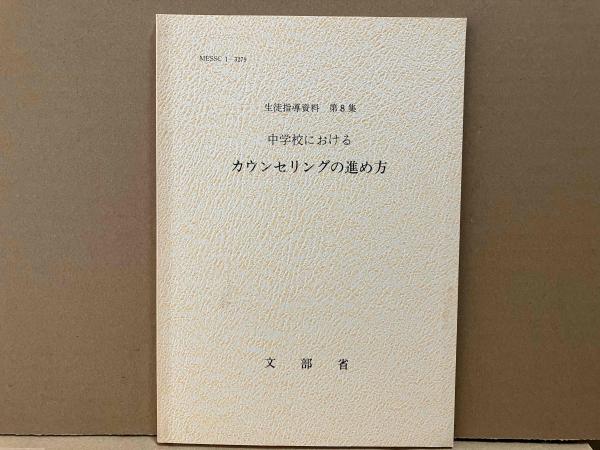 MESSC 1-3279
生徒指導資料 第8集
中学校における
カウンセリングの進め方
文部省